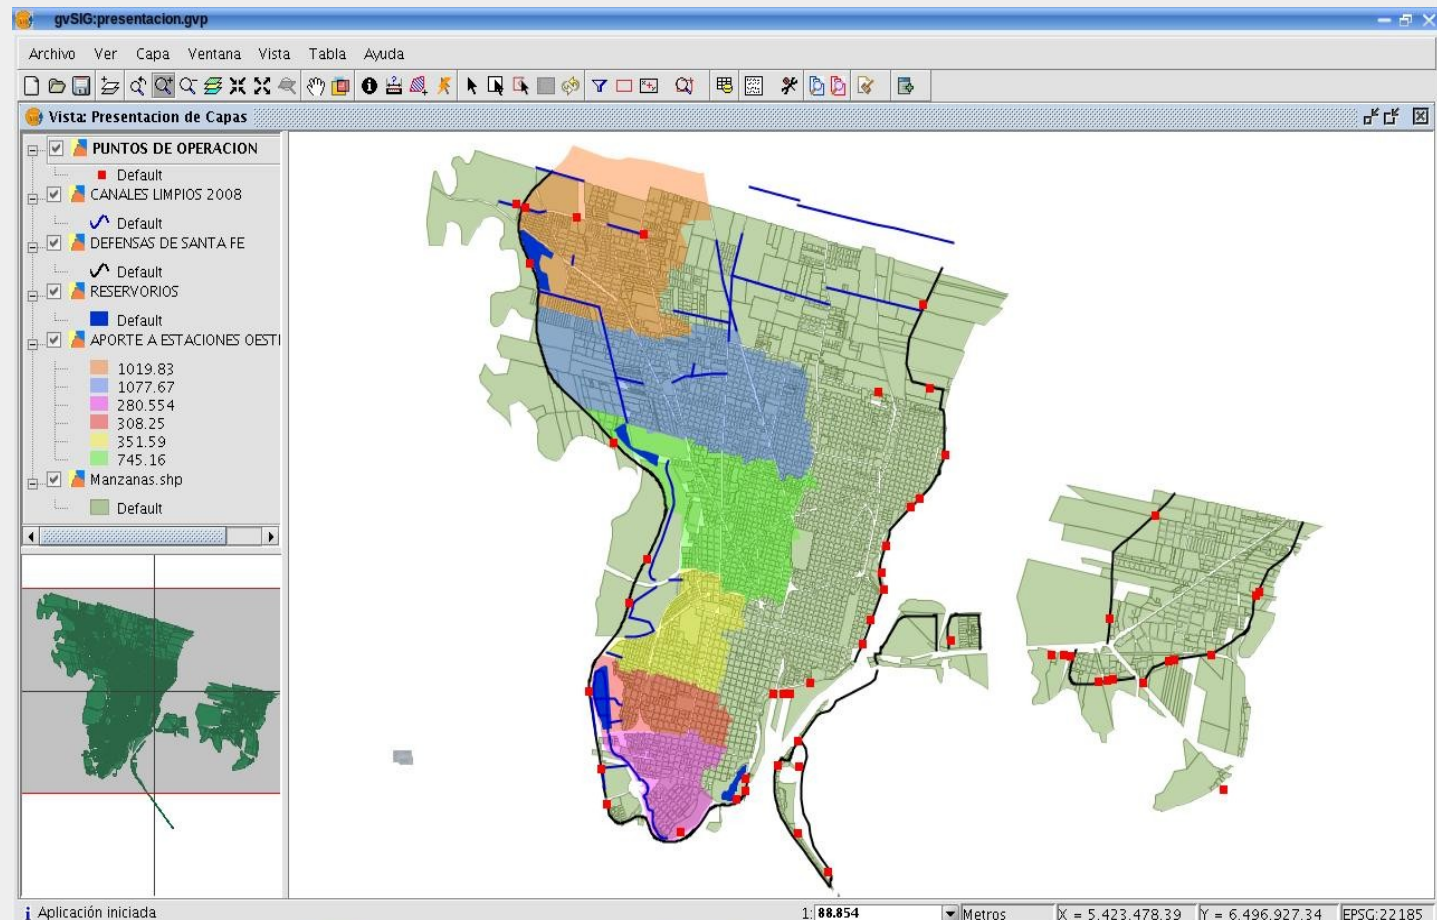 gvSIG:presentacion.gvp
Archivo Ver Capa Ventana Vista Tabla Ayuda
Vista: Presentacion de Capas
PUNTOS DE OPERACION
Default
CANALES LIMPIOS 2008
Default
DEFENSAS DE SANTA FE
Default
RESERVORIOS
Default
APORTE A ESTACIONES OESTI
1019.83
1077.67
280.554
308.25
351.59
745.16
Manzanas.shp
Default
Aplicación iniciada 1: 88.854 Metros X = 5.423.478.39 Y = 6.496.927.34 EPSG:22185